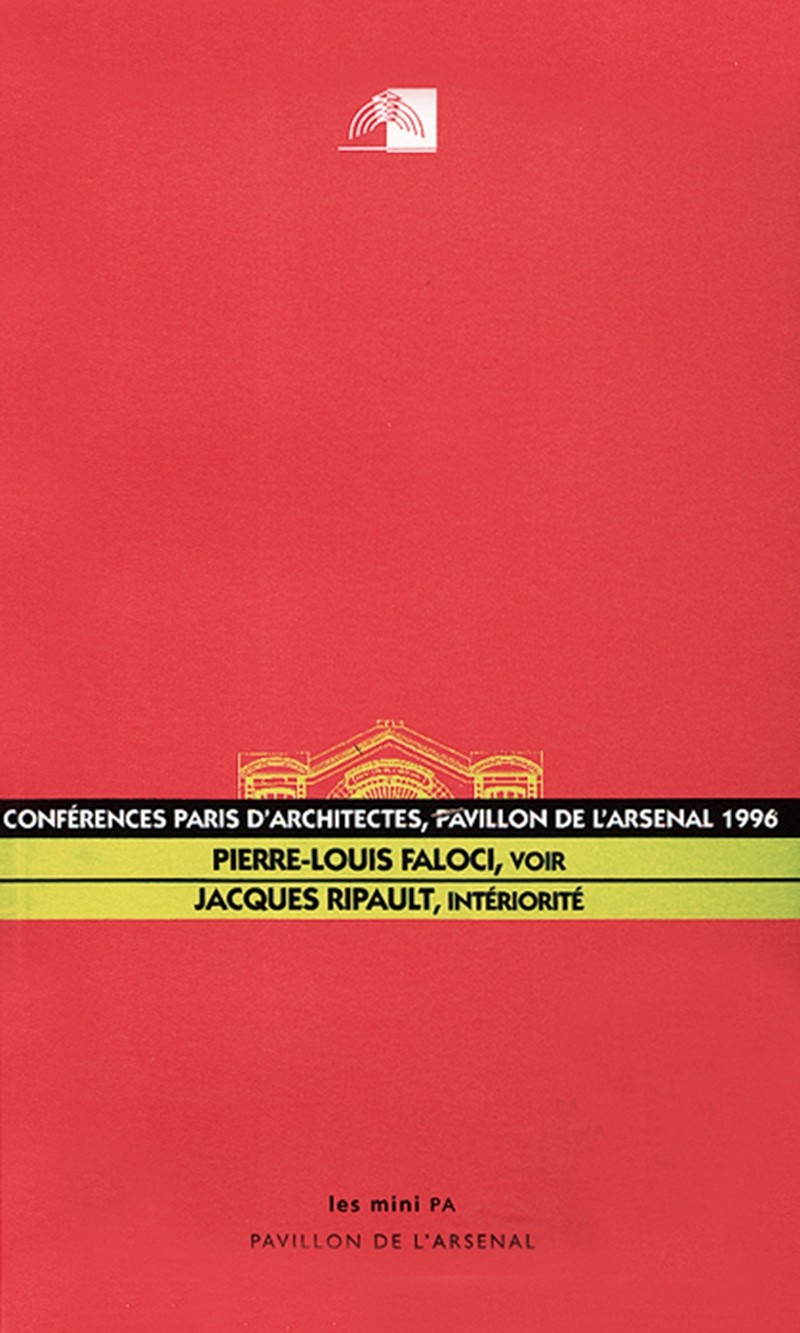 CONFÉRENCES PARIS D'ARCHITECTES, PAVILLON DE L'ARSENAL 1996
PIERRE-LOUIS FALOCI, VOIR
JACQUES RIPAULT, INTÉRIORITÉ
les mini PA
PAVILLON DE L'ARSENAL